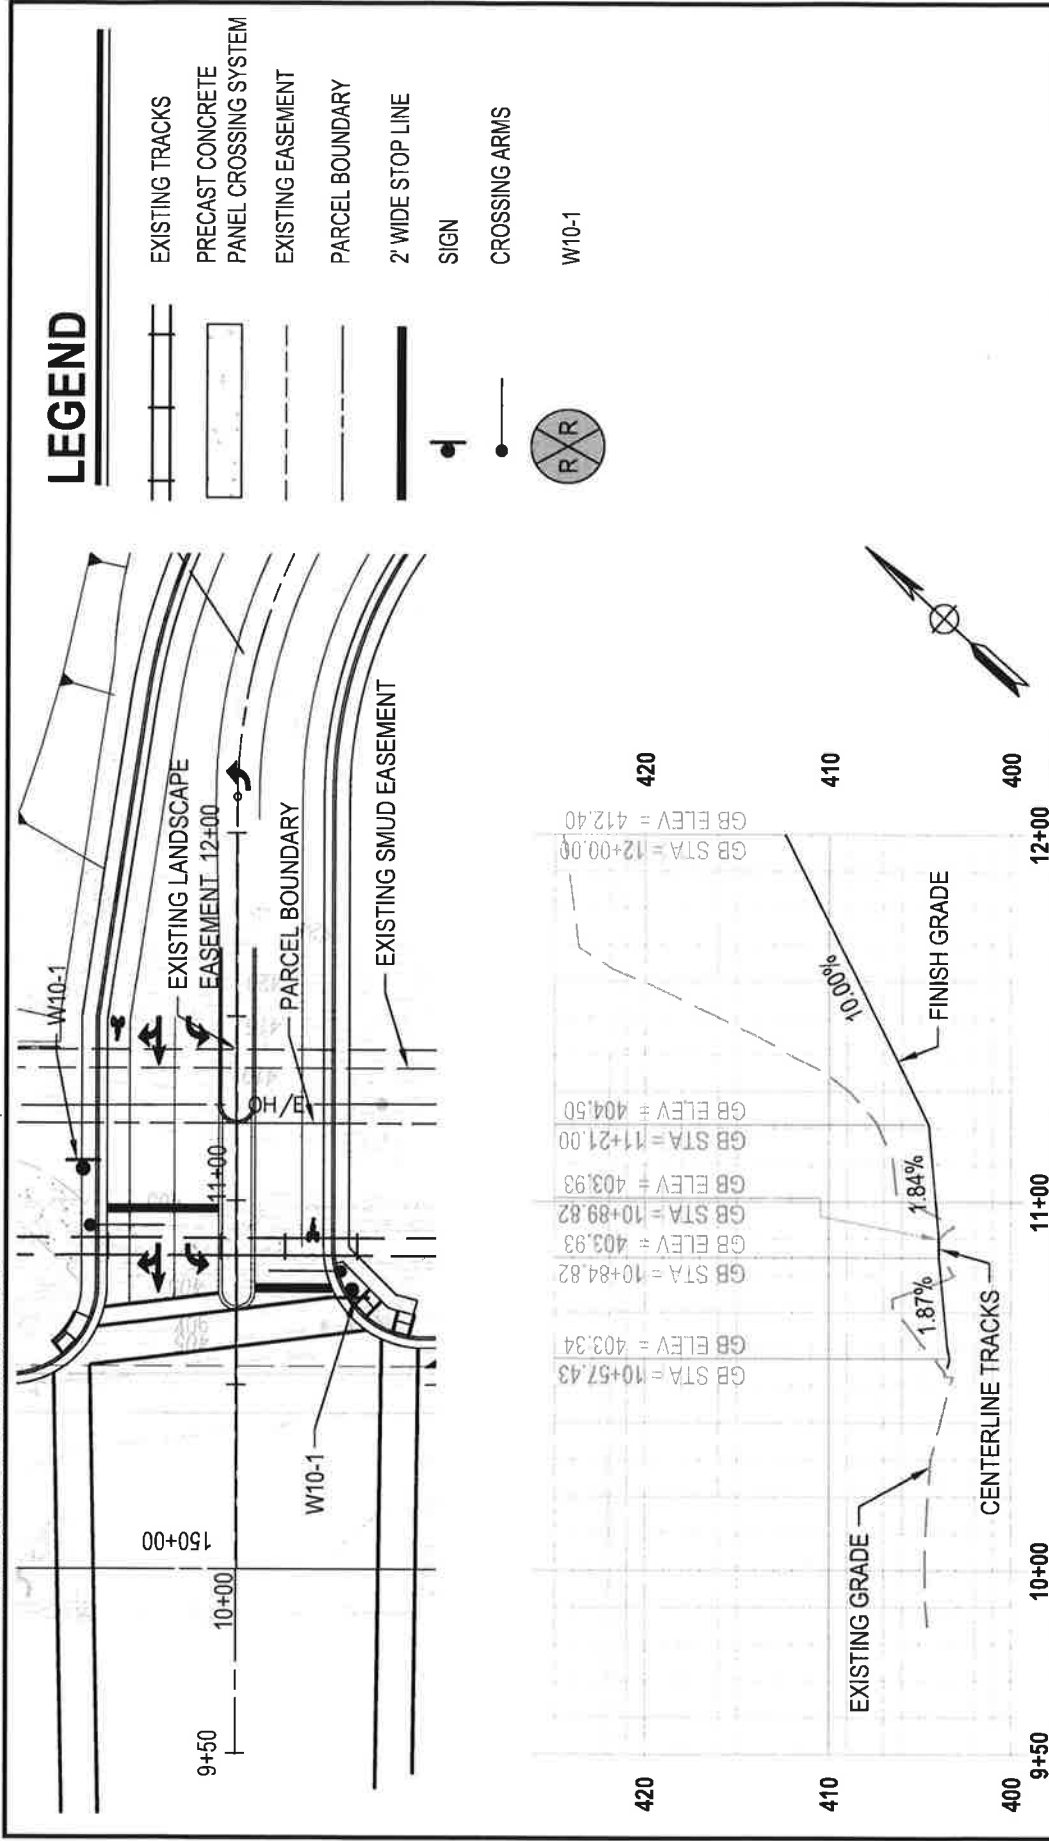 LEGEND
EXISTING TRACKS
PRECAST CONCRETE
PANEL CROSSING SYSTEM
EXISTING EASEMENT
PARCEL BOUNDARY
2' WIDE STOP LINE
SIGN
CROSSING ARMS
R R
W10-1
W10-1
EXISTING LANDSCAPE
EASEMENT 12+00
PARCEL BOUNDARY
EXISTING SMUD EASEMENT
OH/E
11+00
W10-1
150+00
10+00
9+50
GB STA = 10+57.43
GB ELEV = 403.34
GB STA = 10+84.82
GB ELEV = 403.93
GB STA = 10+89.82
GB ELEV = 403.93
GB STA = 11+21.00
GB ELEV = 404.50
GB STA = 12+00.00
GB ELEV = 412.40
420
420
410
410
400
400
10.00%
1.84%
1.87%
FINISH GRADE
EXISTING GRADE
CENTERLINE TRACKS
9+50
10+00
11+00
12+00